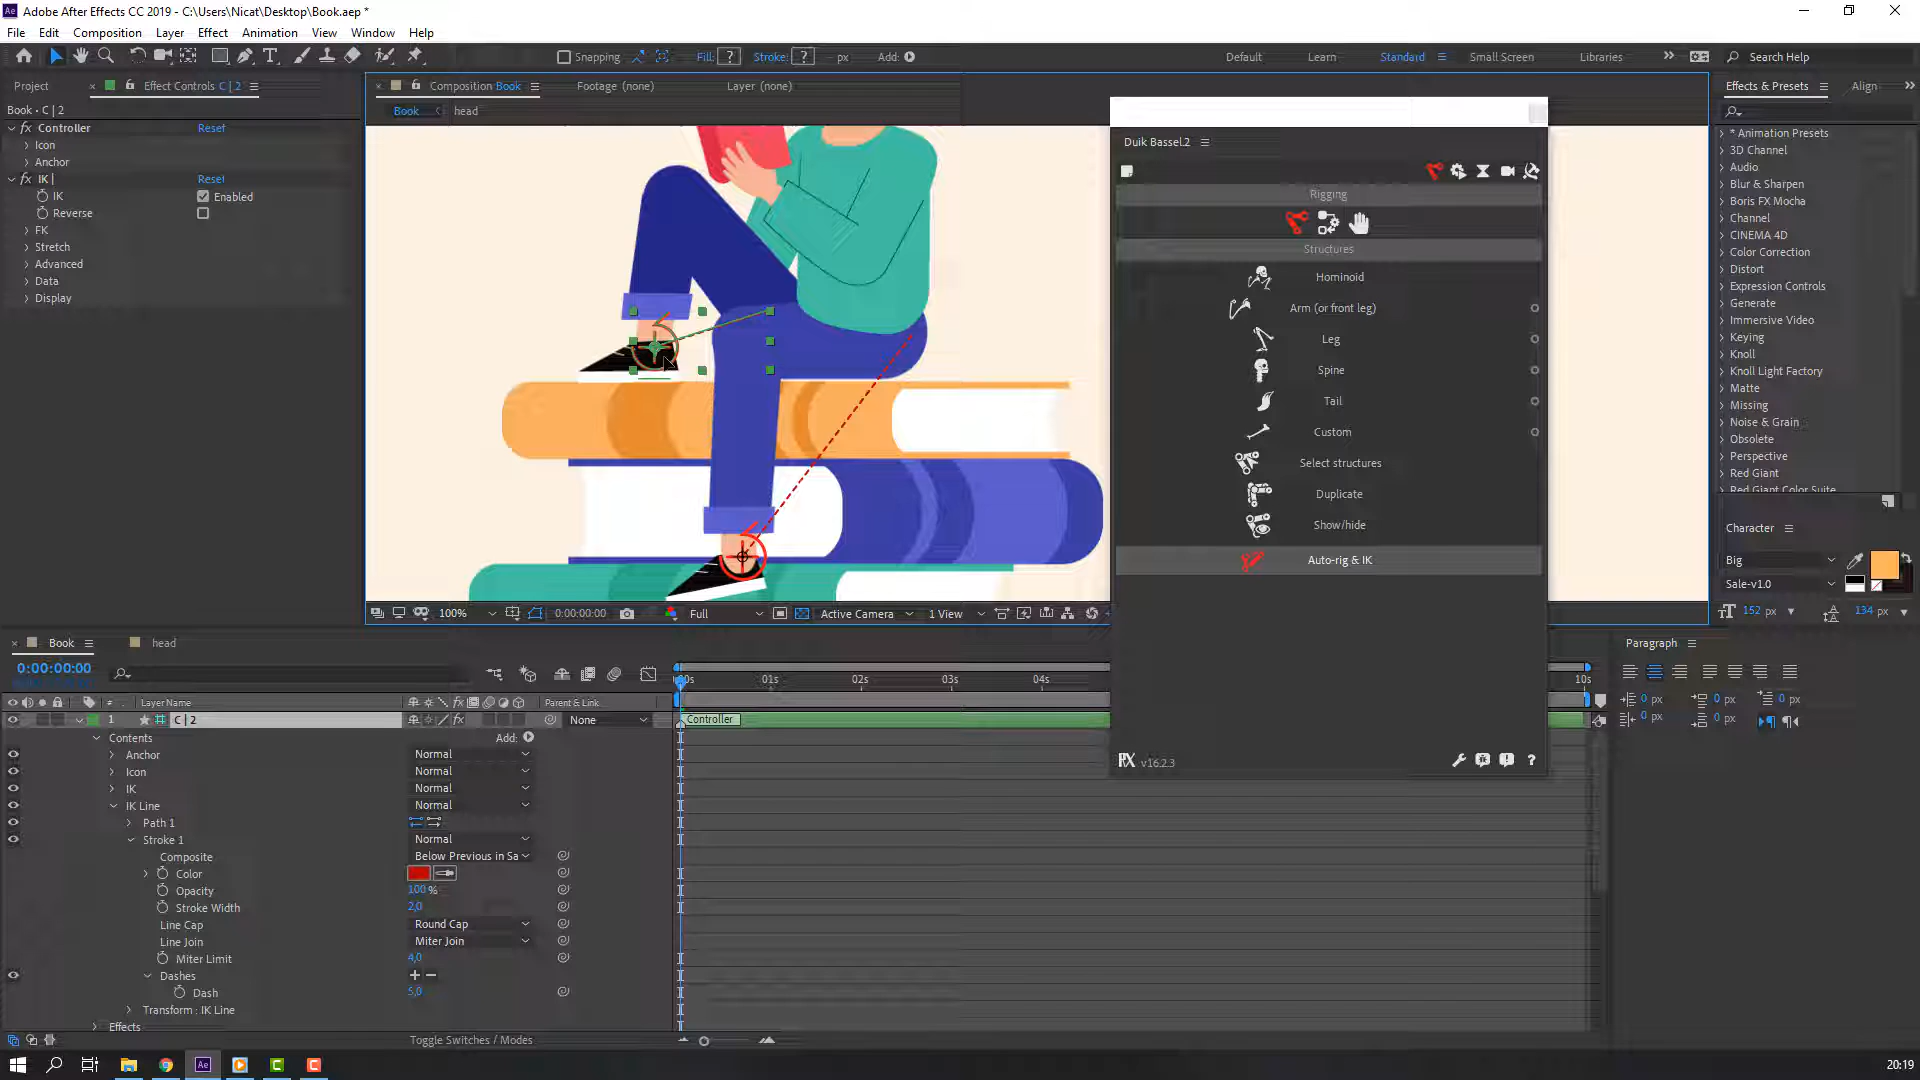 Adobe After Effects CC 2019 - C:\Users\Nicat\Desktop\Book.aep *
File Edit Composition Layer Effect Animation View Window Help
Snapping Fill: ? Stroke: ? px Add: Default Learn Standard Small Screen Libraries Search Help
Project Effect Controls C | 2
Book • C | 2
Controller Reset
Icon
Anchor
IK | Reset
IK Enabled
Reverse
FK
Stretch
Advanced
Data
Display
Composition Book Footage (none) Layer (none)
Book head
100% 0:00:00:00 Full Active Camera 1 View
Duik Bassel.2
Rigging
Structures
Hominoid
Arm (or front leg)
Leg
Spine
Tail
Custom
Select structures
Duplicate
Show/hide
Auto-rig & IK
v16.2.3
Effects & Presets Align
* Animation Presets
3D Channel
Audio
Blur & Sharpen
Boris FX Mocha
Channel
CINEMA 4D
Color Correction
Distort
Expression Controls
Generate
Immersive Video
Keying
Knoll
Knoll Light Factory
Matte
Missing
Noise & Grain
Obsolete
Perspective
Red Giant
Red Giant Color Suite
Character
Big
Sale-v1.0
152 px 134 px
Paragraph
0 px 0 px 0 px
0 px 0 px
Book head
0:00:00:00
# Layer Name Parent & Link
1 C | 2 None
Contents Add:
Anchor Normal
Icon Normal
IK Normal
IK Line Normal
Path 1
Stroke 1 Normal
Composite Below Previous in Sa
Color
Opacity 100 %
Stroke Width 2,0
Line Cap Round Cap
Line Join Miter Join
Miter Limit 4,0
Dashes + −
Dash 5,0
Transform : IK Line
Effects
Toggle Switches / Modes
01s 02s 03s 04s 10s
Controller
20:19